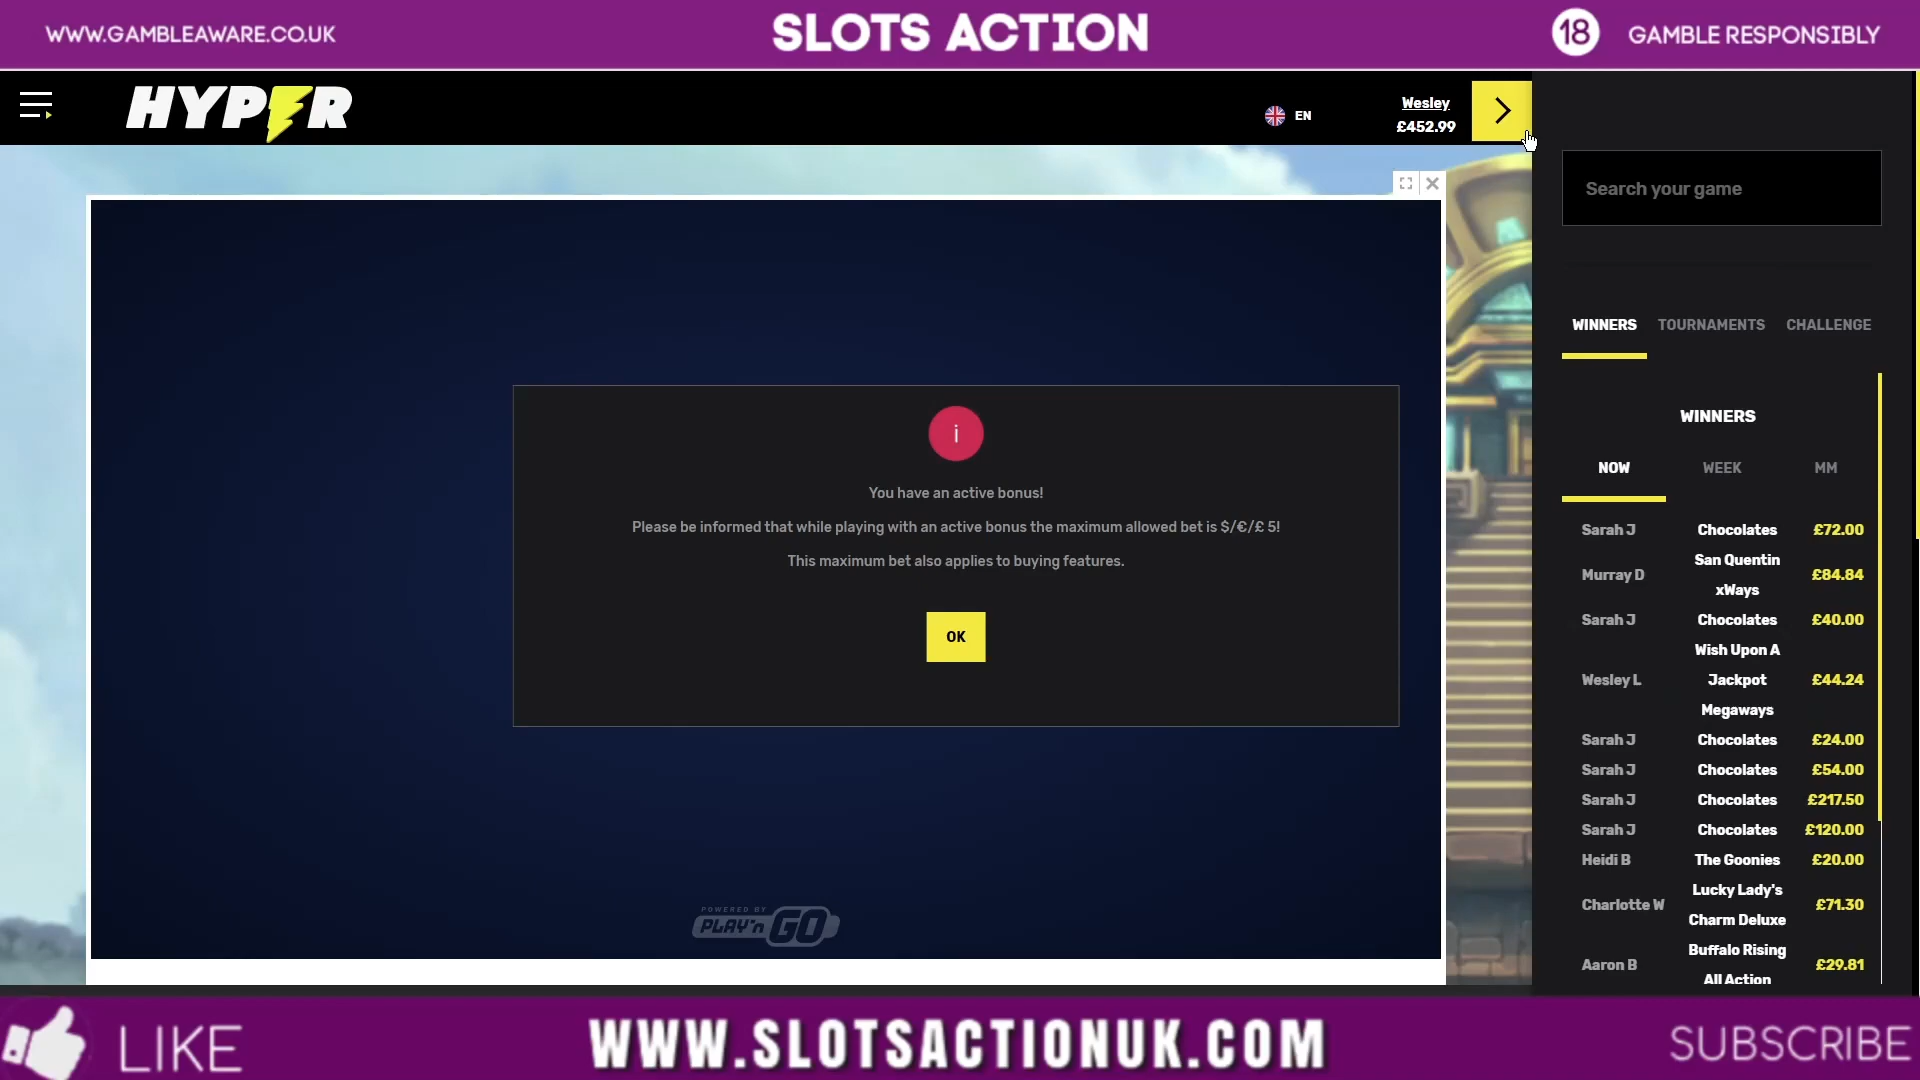 WWW.GAMBLEAWARE.CO.UK
SLOTS ACTION
18
GAMBLE RESPONSIBLY
HYPER
EN
Wesley
£452.99
Search your game
WINNERS TOURNAMENTS CHALLENGE
WINNERS
NOW WEEK MM
Sarah J Chocolates £72.00
San Quentin
Murray D £84.84
xWays
Sarah J Chocolates £40.00
Wish Upon A
Wesley L Jackpot £44.24
Megaways
Sarah J Chocolates £24.00
Sarah J Chocolates £54.00
Sarah J Chocolates £217.50
Sarah J Chocolates £120.00
Heidi B The Goonies £20.00
Lucky Lady's
Charlotte W £71.30
Charm Deluxe
Buffalo Rising
Aaron B £29.81
All Action
i
You have an active bonus!
Please be informed that while playing with an active bonus the maximum allowed bet is $/€/£ 5!
This maximum bet also applies to buying features.
OK
POWERED BY
PLAY'n GO
LIKE
WWW.SLOTSACTIONUK.COM
SUBSCRIBE